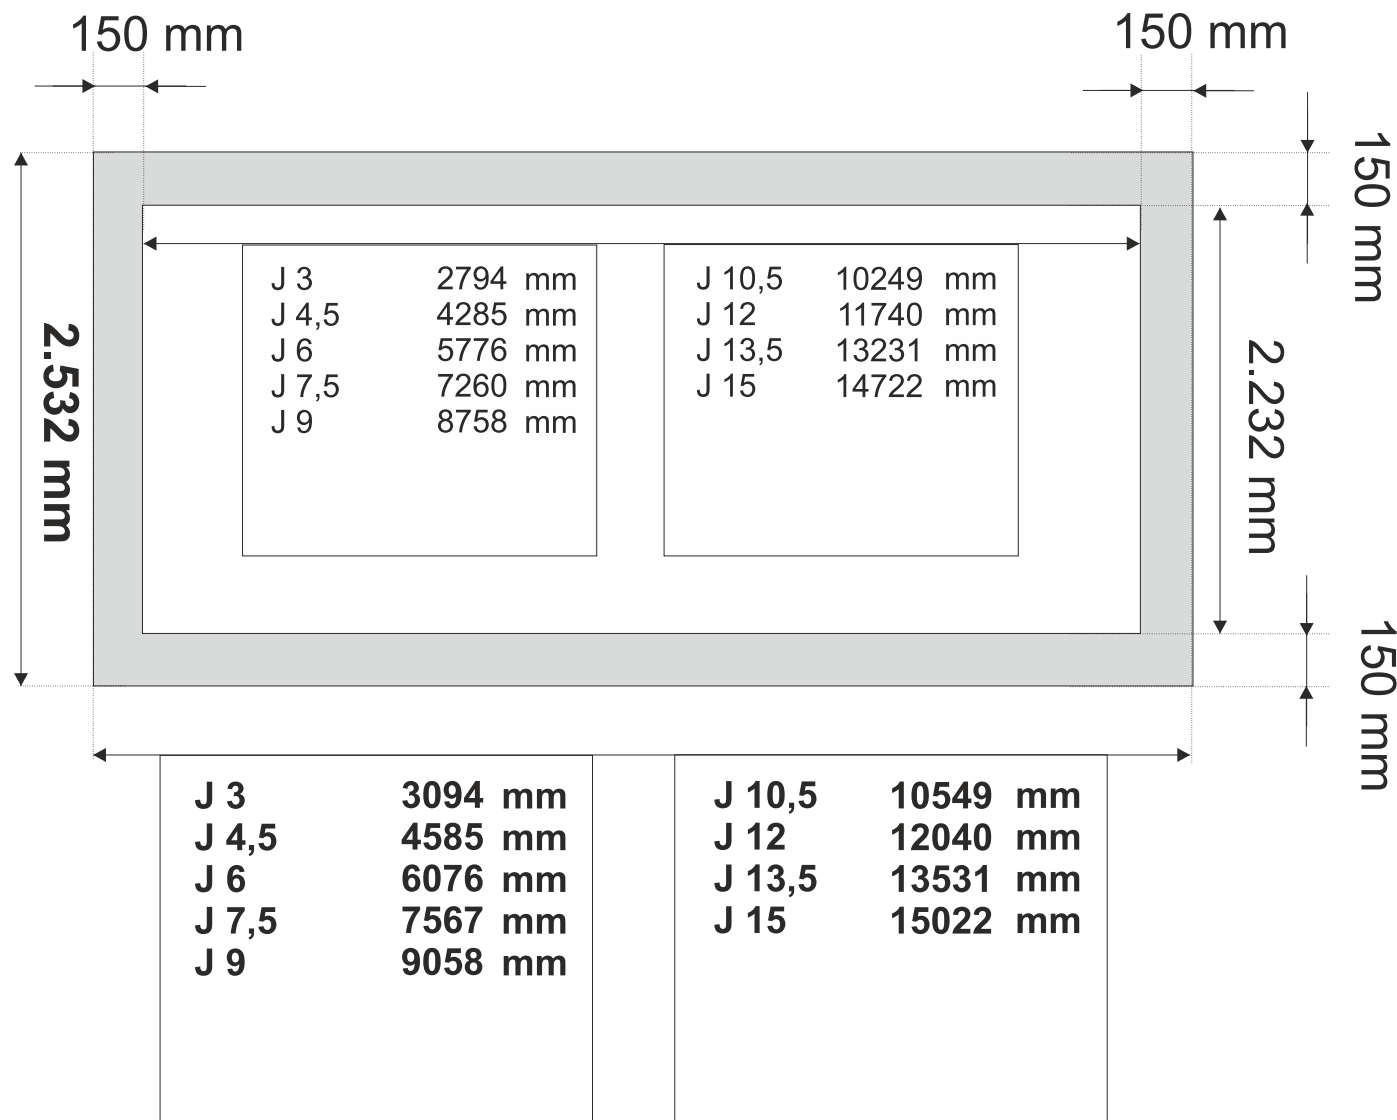 150 mm
150 mm
150 mm
J 3 2794 mm
J 4,5 4285 mm
J 6 5776 mm
J 7,5 7260 mm
J 9 8758 mm
J 10,5 10249 mm
J 12 11740 mm
J 13,5 13231 mm
J 15 14722 mm
2.532 mm
2.232 mm
150 mm
J 3 3094 mm
J 4,5 4585 mm
J 6 6076 mm
J 7,5 7567 mm
J 9 9058 mm
J 10,5 10549 mm
J 12 12040 mm
J 13,5 13531 mm
J 15 15022 mm